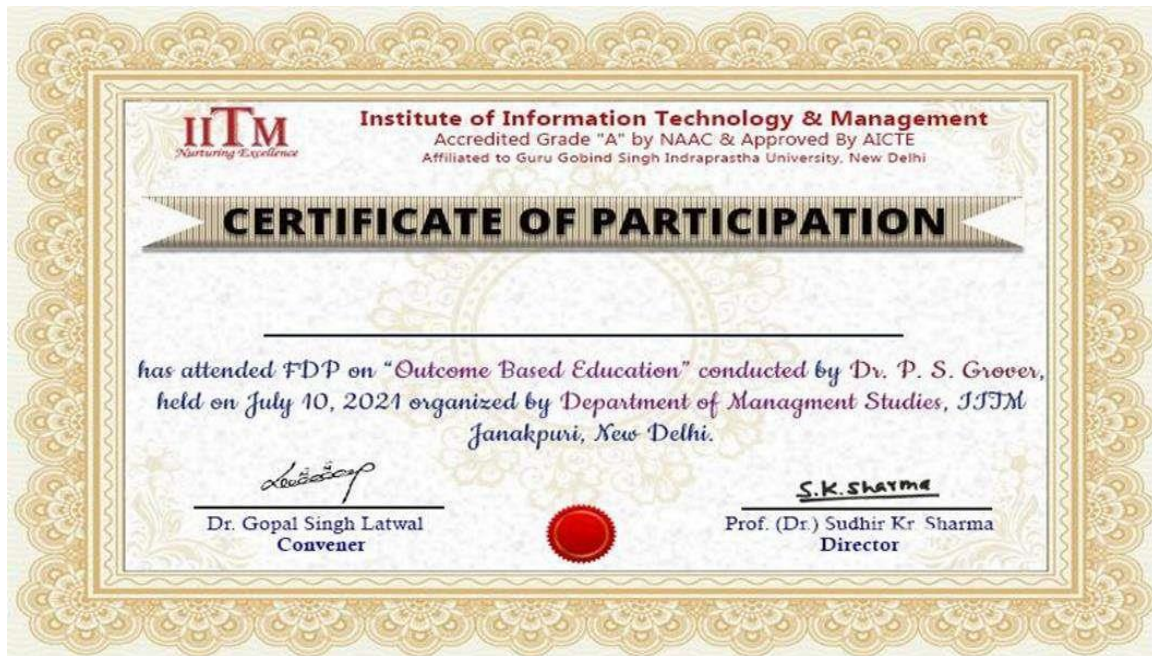 IITM
Nurturing Excellence
Institute of Information Technology & Management
Accredited Grade "A" by NAAC & Approved By AICTE
Affiliated to Guru Gobind Singh Indraprastha University, New Delhi
CERTIFICATE OF PARTICIPATION
has attended FDP on "Outcome Based Education" conducted by Dr. P. S. Grover,
held on July 10, 2021 organized by Department of Managment Studies, IITM
Janakpuri, New Delhi.
S.K. Sharma
Dr. Gopal Singh Latwal
Convener
Prof. (Dr.) Sudhir Kr. Sharma
Director